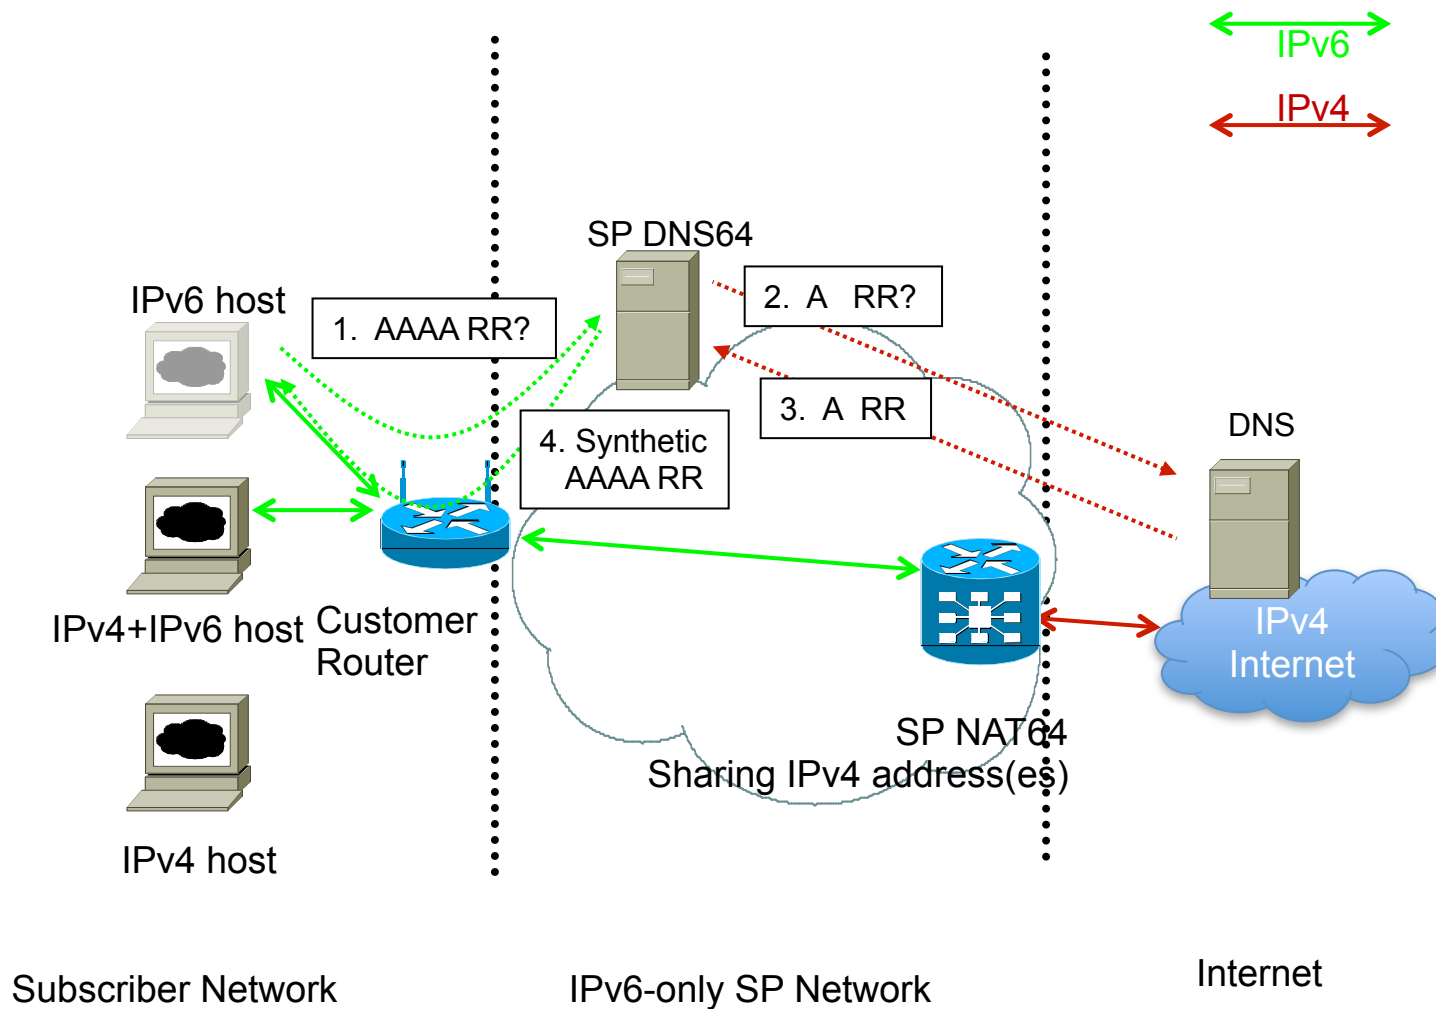 IPv6
IPv4
SP DNS64
IPv6 host
1. AAAA RR?
2. A RR?
3. A RR
4. Synthetic
AAAA RR
DNS
IPv4+IPv6 host
Customer
Router
IPv4
Internet
SP NAT64
Sharing IPv4 address(es)
IPv4 host
Subscriber Network
IPv6-only SP Network
Internet